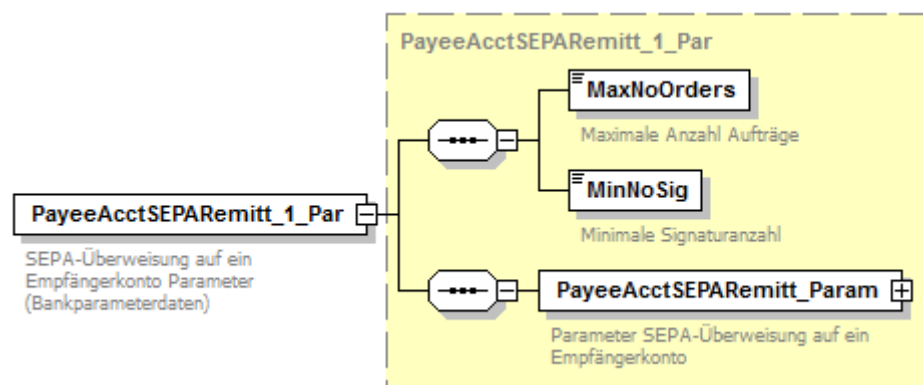 PayeeAcctSEPARemitt_1_Par
MaxNoOrders
Maximale Anzahl Aufträge
MinNoSig
Minimale Signaturanzahl
PayeeAcctSEPARemitt_1_Par
SEPA-Überweisung auf ein
Empfängerkonto Parameter
(Bankparameterdaten)
PayeeAcctSEPARemitt_Param
Parameter SEPA-Überweisung auf ein
Empfängerkonto